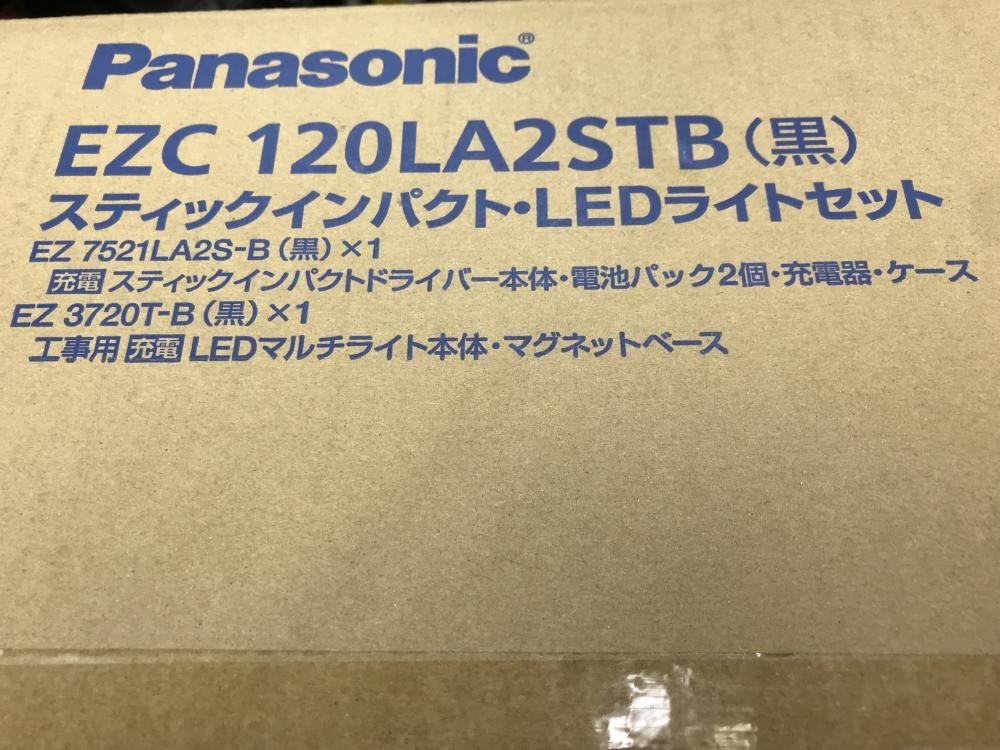 Panasonic®
EZC 120LA2STB(黒)
スティックインパクト・LEDライトセット
EZ 7521LA2S-B(黒)×1
充電 スティックインパクトドライバー本体・電池パック2個・充電器・ケース
EZ 3720T-B(黒)×1
工事用 充電 LEDマルチライト本体・マグネットベース